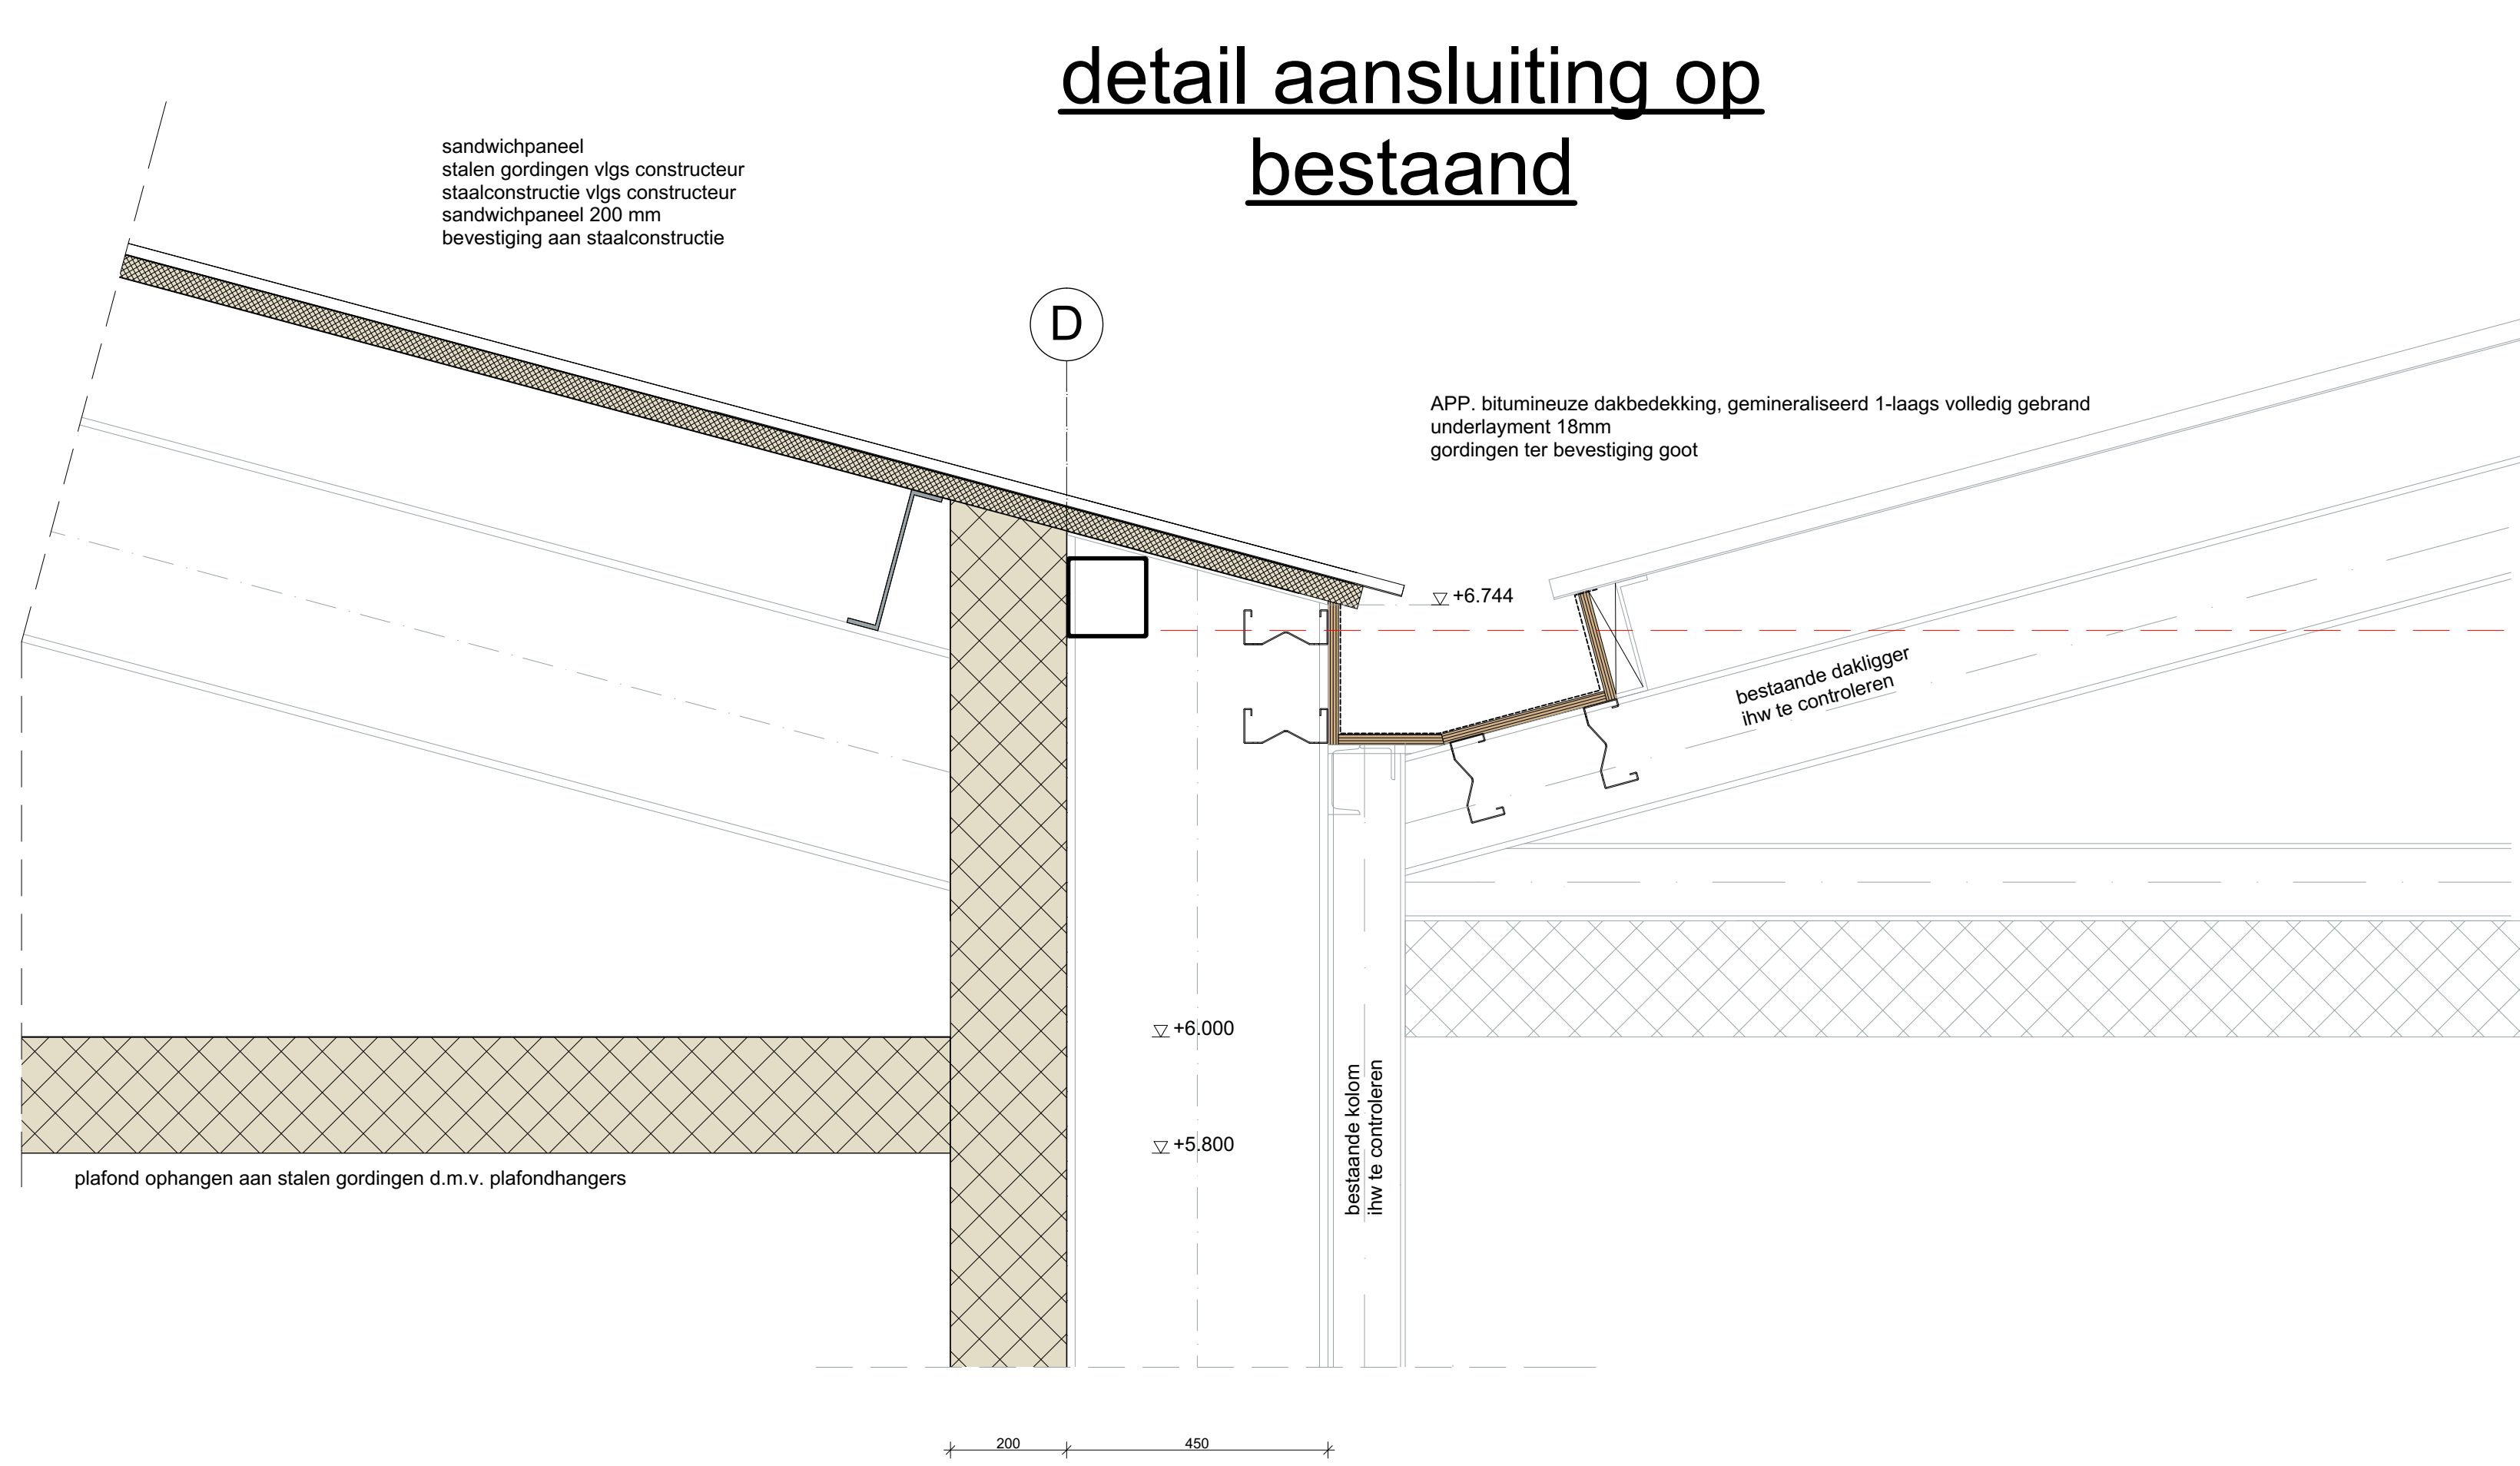 detail aansluiting op
bestaand
sandwichpaneel
stalen gordingen vlgs constructeur
staalconstructie vlgs constructeur
sandwichpaneel 200 mm
bevestiging aan staalconstructie
D
APP. bitumineuze dakbedekking, gemineraliseerd 1-laags volledig gebrand
underlayment 18mm
gordingen ter bevestiging goot
+6.744
bestaande dakligger
ihw te controleren
+6.000
+5.800
bestaande kolom
ihw te controleren
plafond ophangen aan stalen gordingen d.m.v. plafondhangers
200
450